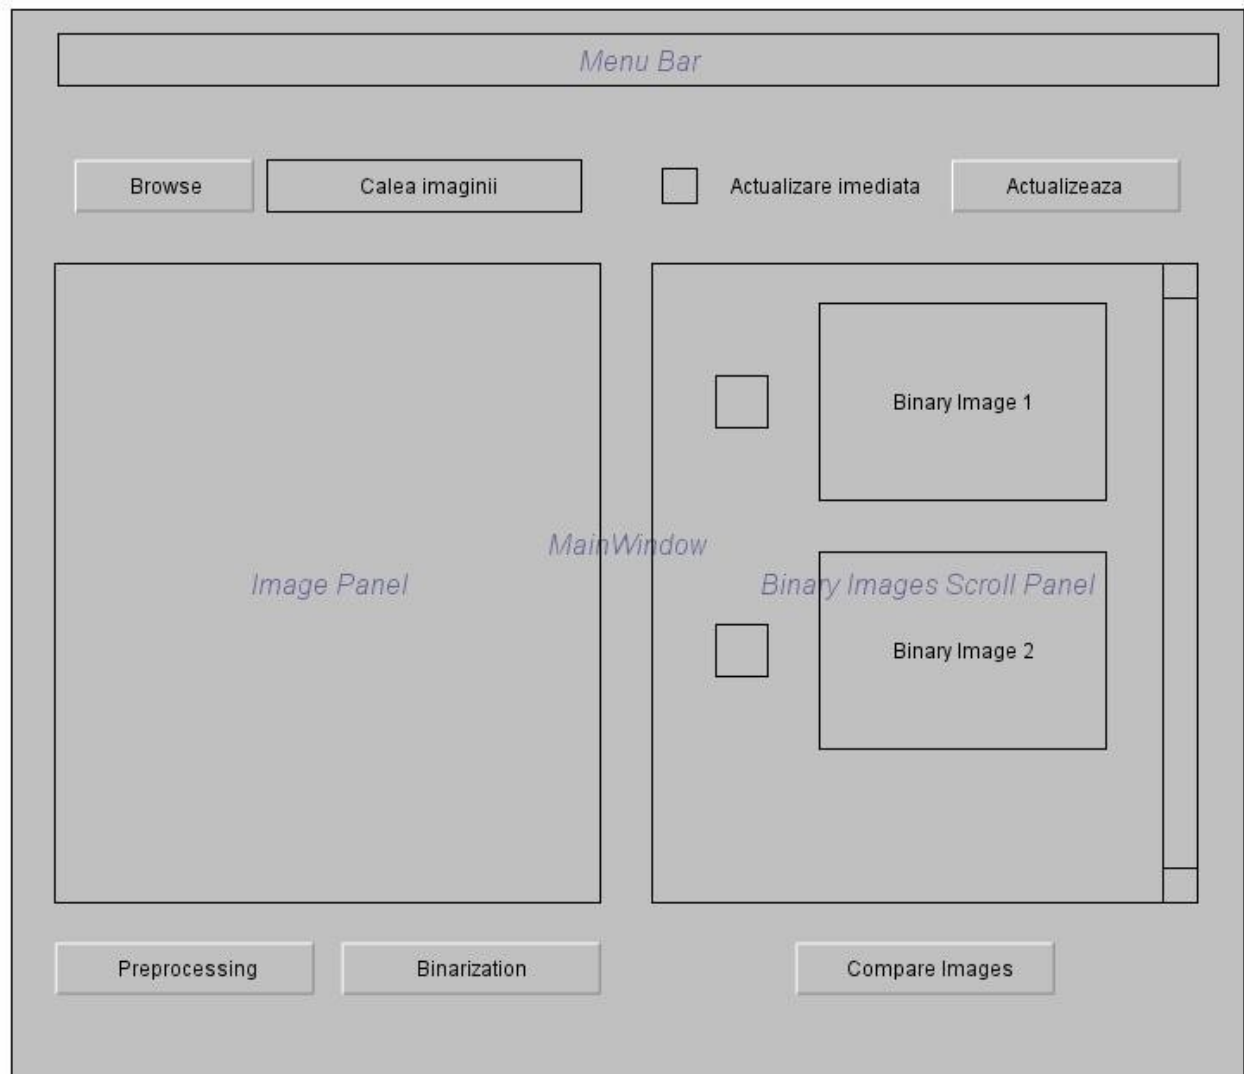 Menu Bar
Browse
Calea imaginii
Actualizare imediata
Actualizeaza
Binary Image 1
MainWindow
Image Panel
Binary Images Scroll Panel
Binary Image 2
Preprocessing
Binarization
Compare Images